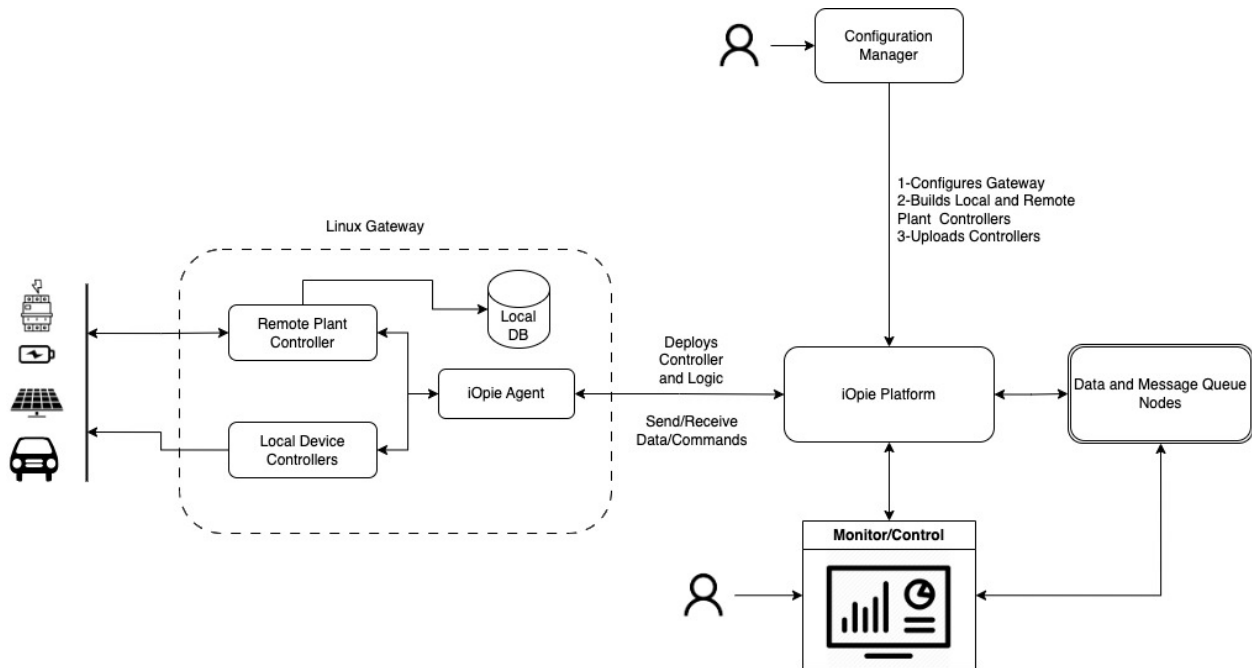 Configuration
Manager
1-Configures Gateway
2-Builds Local and Remote
Plant Controllers
3-Uploads Controllers
Linux Gateway
Remote Plant
Controller
Local
DB
iOpie Agent
Local Device
Controllers
Deploys
Controller
and Logic
Send/Receive
Data/Commands
iOpie Platform
Data and Message Queue
Nodes
Monitor/Control